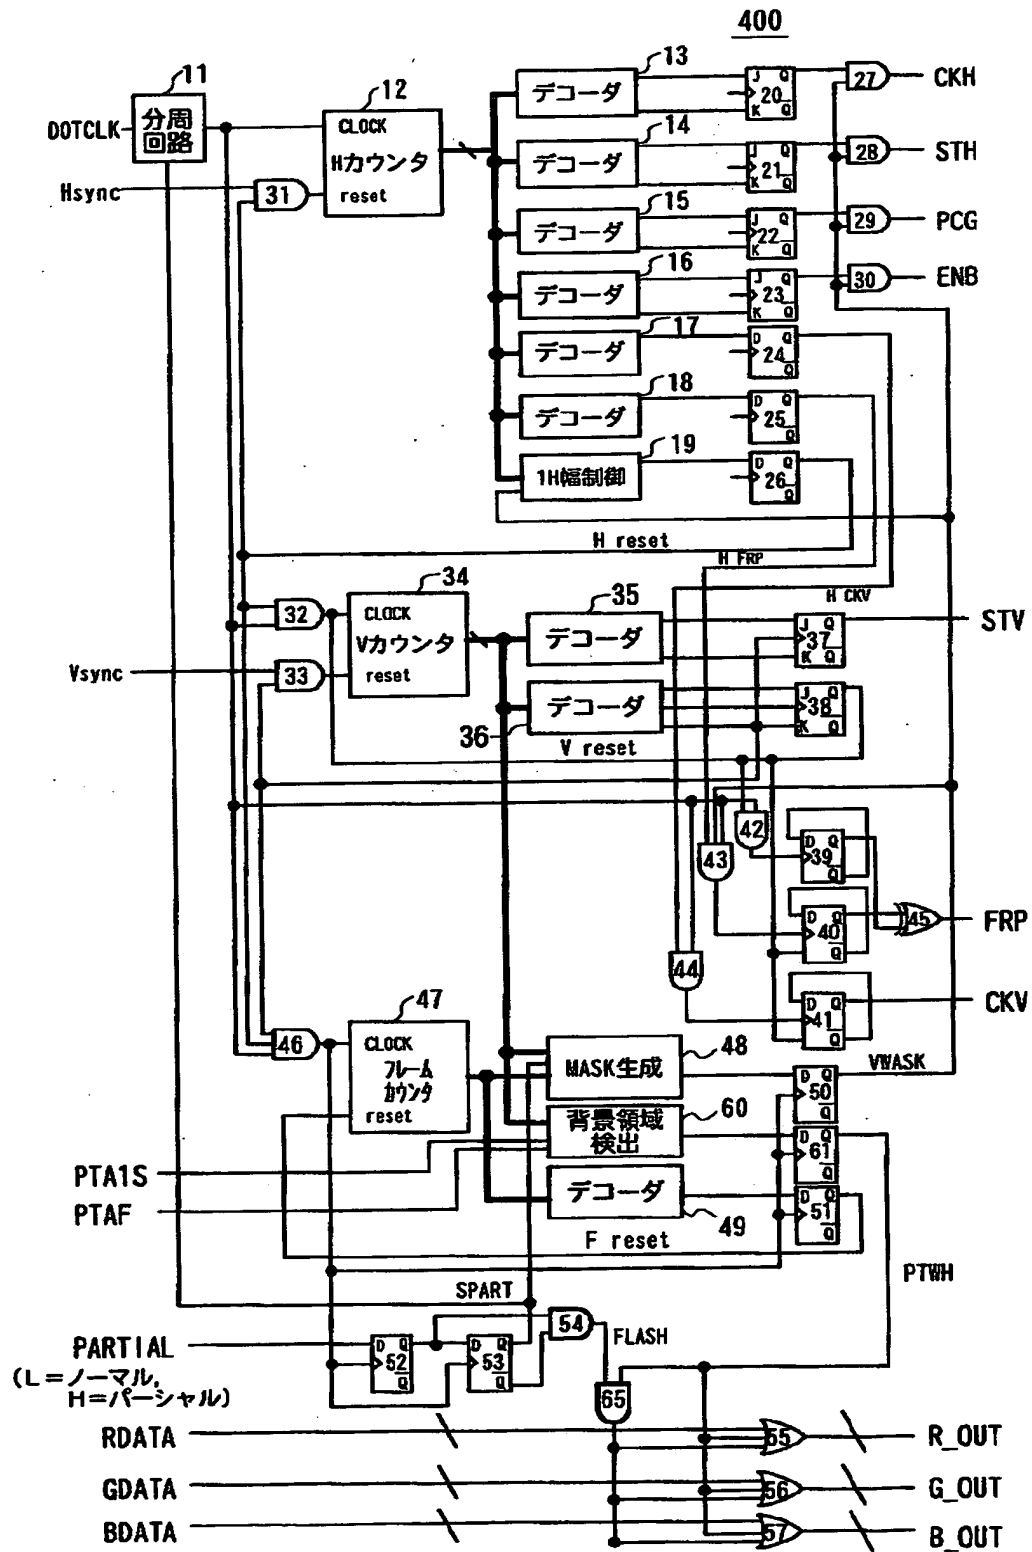 400
11
分周
回路
DOTCLK
Hsync
12
CLOCK
Hカウンタ
reset
31
13
デコーダ
J Q
20
K Q
27
CKH
14
デコーダ
J Q
21
K Q
28
STH
15
デコーダ
J Q
22
K Q
29
PCG
16
デコーダ
J Q
23
K Q
30
ENB
17
デコーダ
D Q
24
Q
18
デコーダ
D Q
25
Q
19
1H幅制御
D Q
26
Q
H reset
H FRP
H CKV
32
34
CLOCK
Vカウンタ
reset
Vsync
33
35
デコーダ
J Q
37
K Q
STV
36
デコーダ
J Q
38
K Q
V reset
42
43
44
D Q
39
Q
D Q
40
Q
45
FRP
D Q
41
Q
CKV
46
47
CLOCK
フレーム
カウンタ
reset
MASK生成
48
D Q
50
Q
VWASK
背景領域
検出
60
D Q
61
Q
PTA1S
PTAF
デコーダ
49
D Q
51
Q
F reset
PTWH
SPART
PARTIAL
(L=ノーマル,
H=パーシャル)
D Q
52
Q
D Q
53
Q
54
FLASH
65
RDATA
55
R_OUT
GDATA
56
G_OUT
BDATA
57
B_OUT